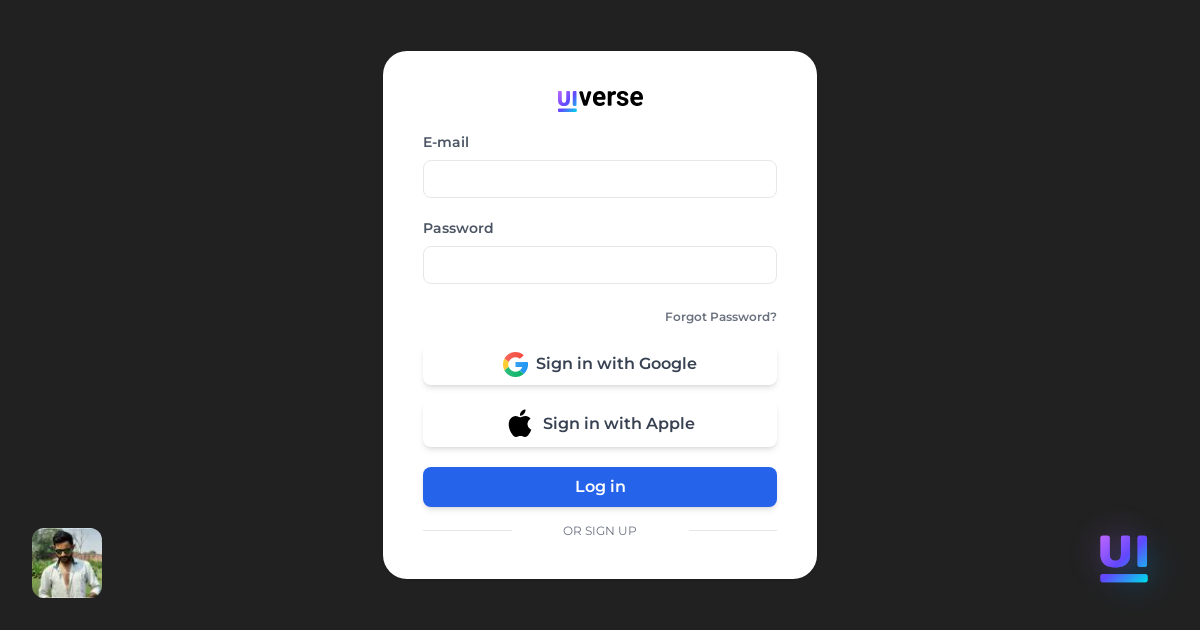 uiverse
E-mail
Password
Forgot Password?
Sign in with Google
Sign in with Apple
Log in
OR SIGN UP
UI